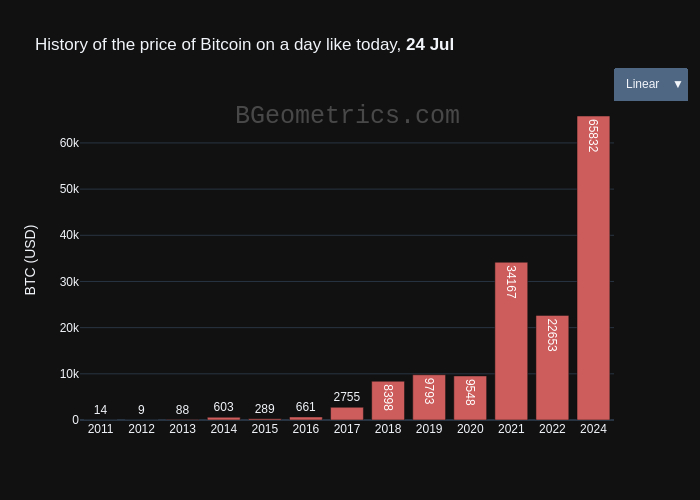 History of the price of Bitcoin on a day like today, 24 Jul
Linear ▼
BGeometrics.com
BTC (USD)
60k
50k
40k
30k
20k
10k
0
14
9
88
603
289
661
2755
8398
9793
9548
34167
22653
65832
2011 2012 2013 2014 2015 2016 2017 2018 2019 2020 2021 2022 2024